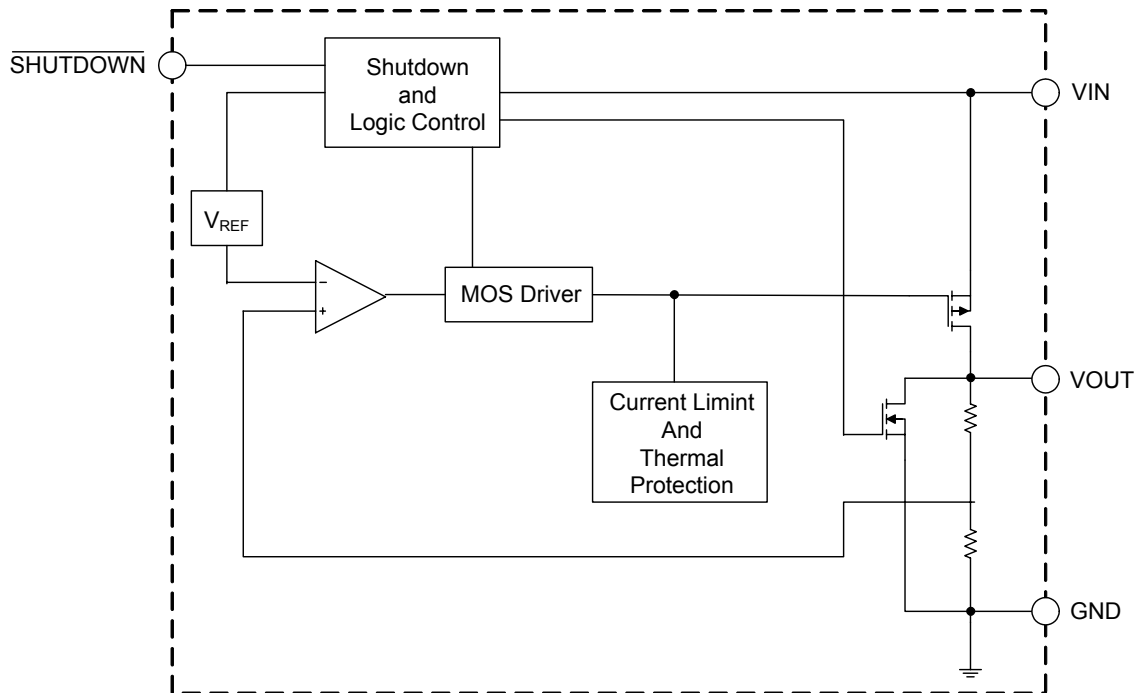 SHUTDOWN
Shutdown
and
Logic Control
VIN
VREF
−
+
MOS Driver
VOUT
Current Limint
And
Thermal
Protection
GND